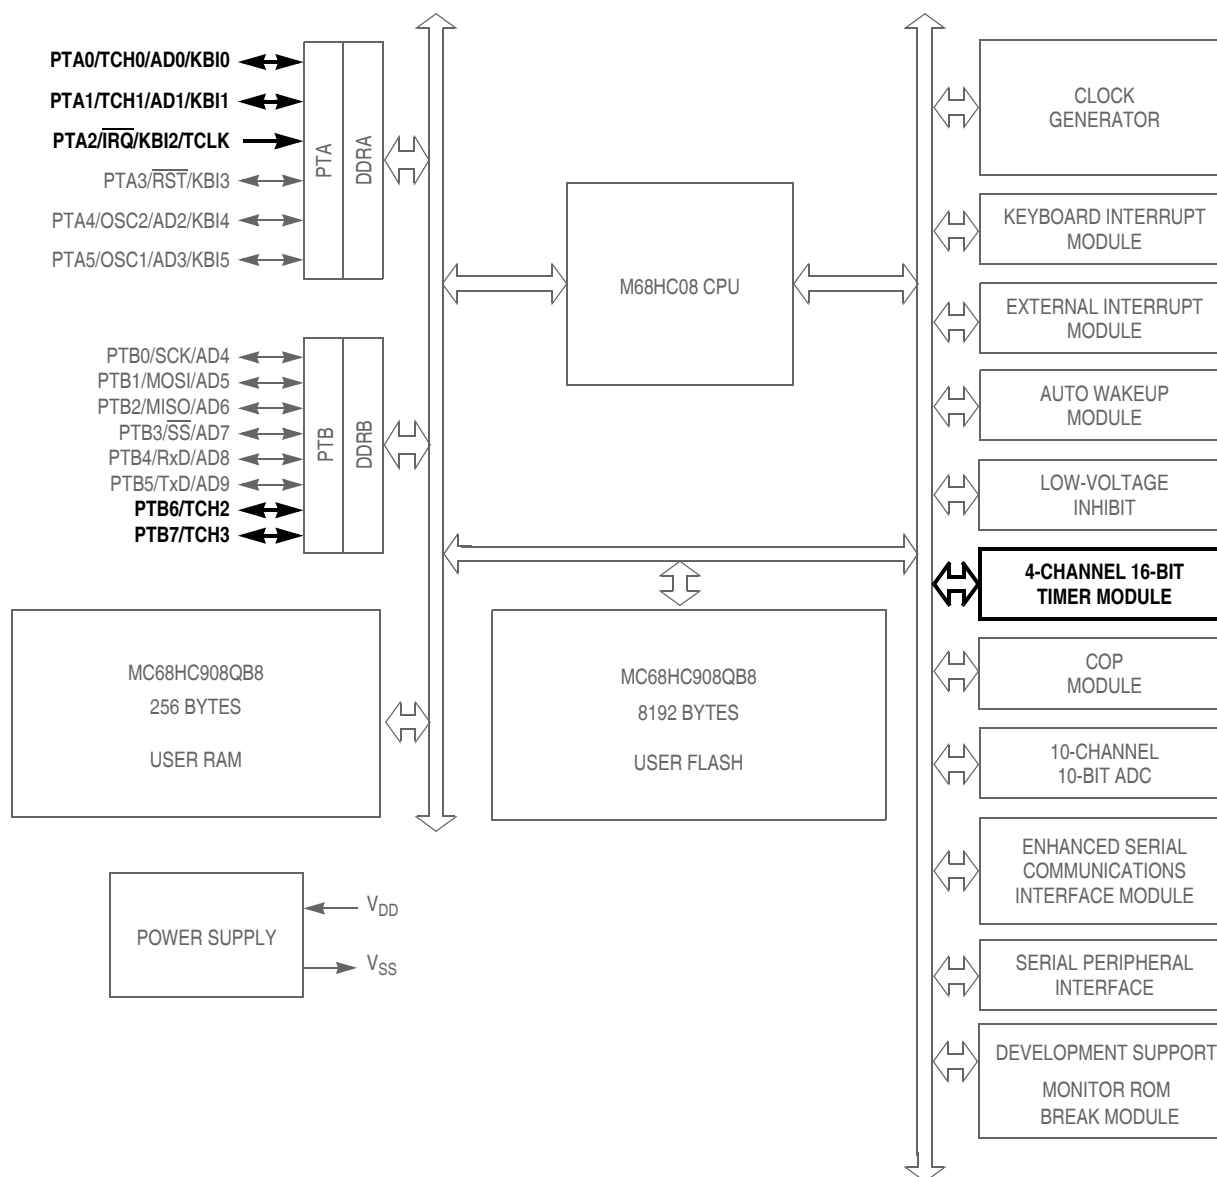 PTA0/TCH0/AD0/KBI0
PTA1/TCH1/AD1/KBI1
PTA2/IRQ/KBI2/TCLK
PTA3/RST/KBI3
PTA4/OSC2/AD2/KBI4
PTA5/OSC1/AD3/KBI5
PTA
DDRA
PTB0/SCK/AD4
PTB1/MOSI/AD5
PTB2/MISO/AD6
PTB3/SS/AD7
PTB4/RxD/AD8
PTB5/TxD/AD9
PTB6/TCH2
PTB7/TCH3
PTB
DDRB
M68HC08 CPU
MC68HC908QB8
256 BYTES
USER RAM
MC68HC908QB8
8192 BYTES
USER FLASH
POWER SUPPLY
VDD
VSS
CLOCK
GENERATOR
KEYBOARD INTERRUPT
MODULE
EXTERNAL INTERRUPT
MODULE
AUTO WAKEUP
MODULE
LOW-VOLTAGE
INHIBIT
4-CHANNEL 16-BIT
TIMER MODULE
COP
MODULE
10-CHANNEL
10-BIT ADC
ENHANCED SERIAL
COMMUNICATIONS
INTERFACE MODULE
SERIAL PERIPHERAL
INTERFACE
DEVELOPMENT SUPPORT
MONITOR ROM
BREAK MODULE